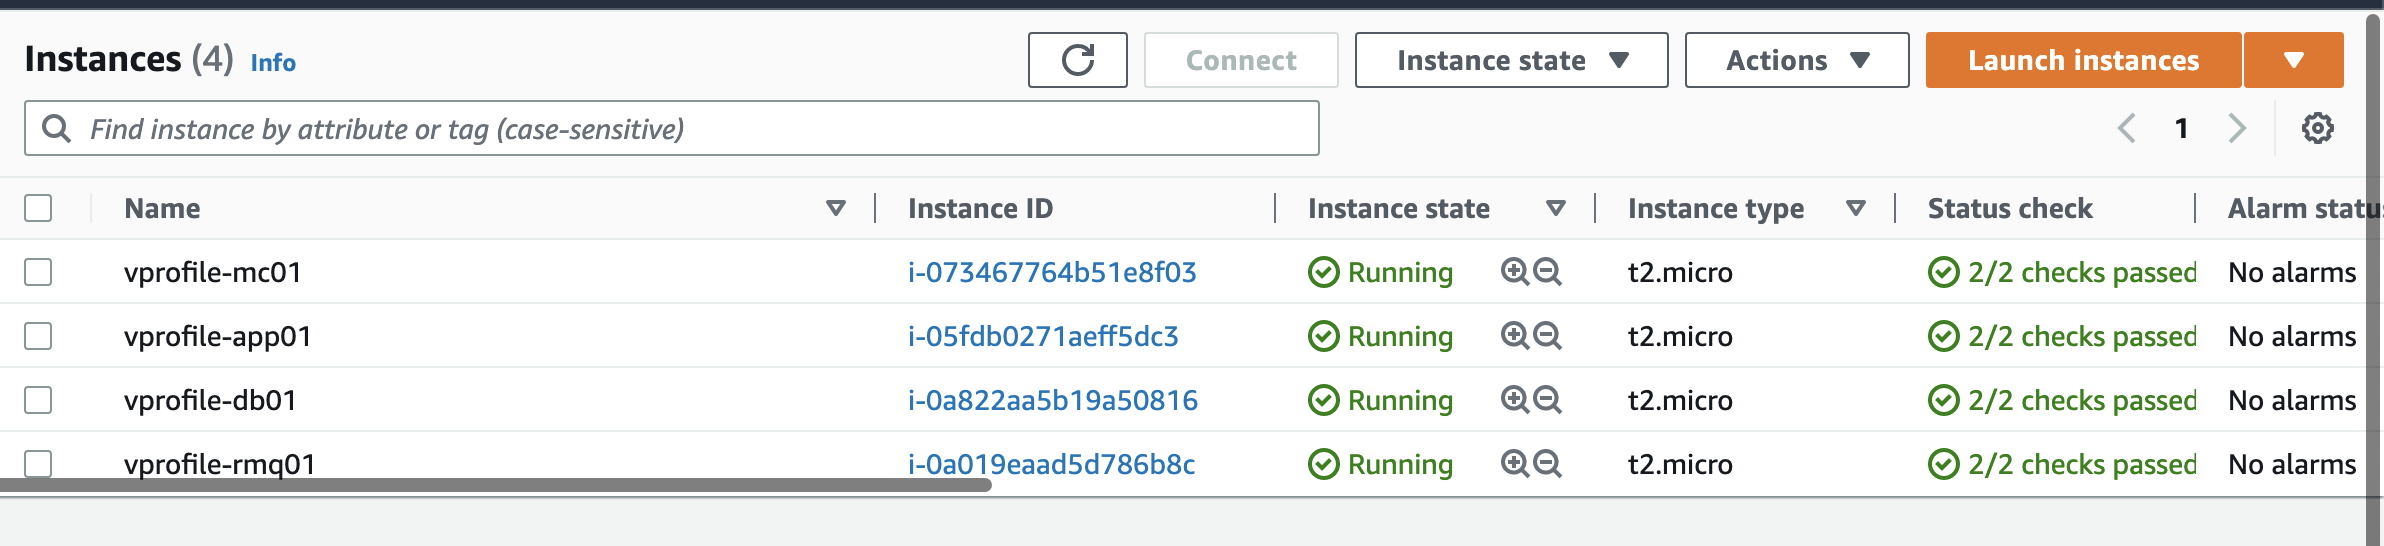 Instances (4) Info Connect Instance state Actions Launch instances
Find instance by attribute or tag (case-sensitive) 1
Name Instance ID Instance state Instance type Status check Alarm status
vprofile-mc01 i-073467764b51e8f03 Running t2.micro 2/2 checks passed No alarms
vprofile-app01 i-05fdb0271aeff5dc3 Running t2.micro 2/2 checks passed No alarms
vprofile-db01 i-0a822aa5b19a50816 Running t2.micro 2/2 checks passed No alarms
vprofile-rmq01 i-0a019eaad5d786b8c Running t2.micro 2/2 checks passed No alarms